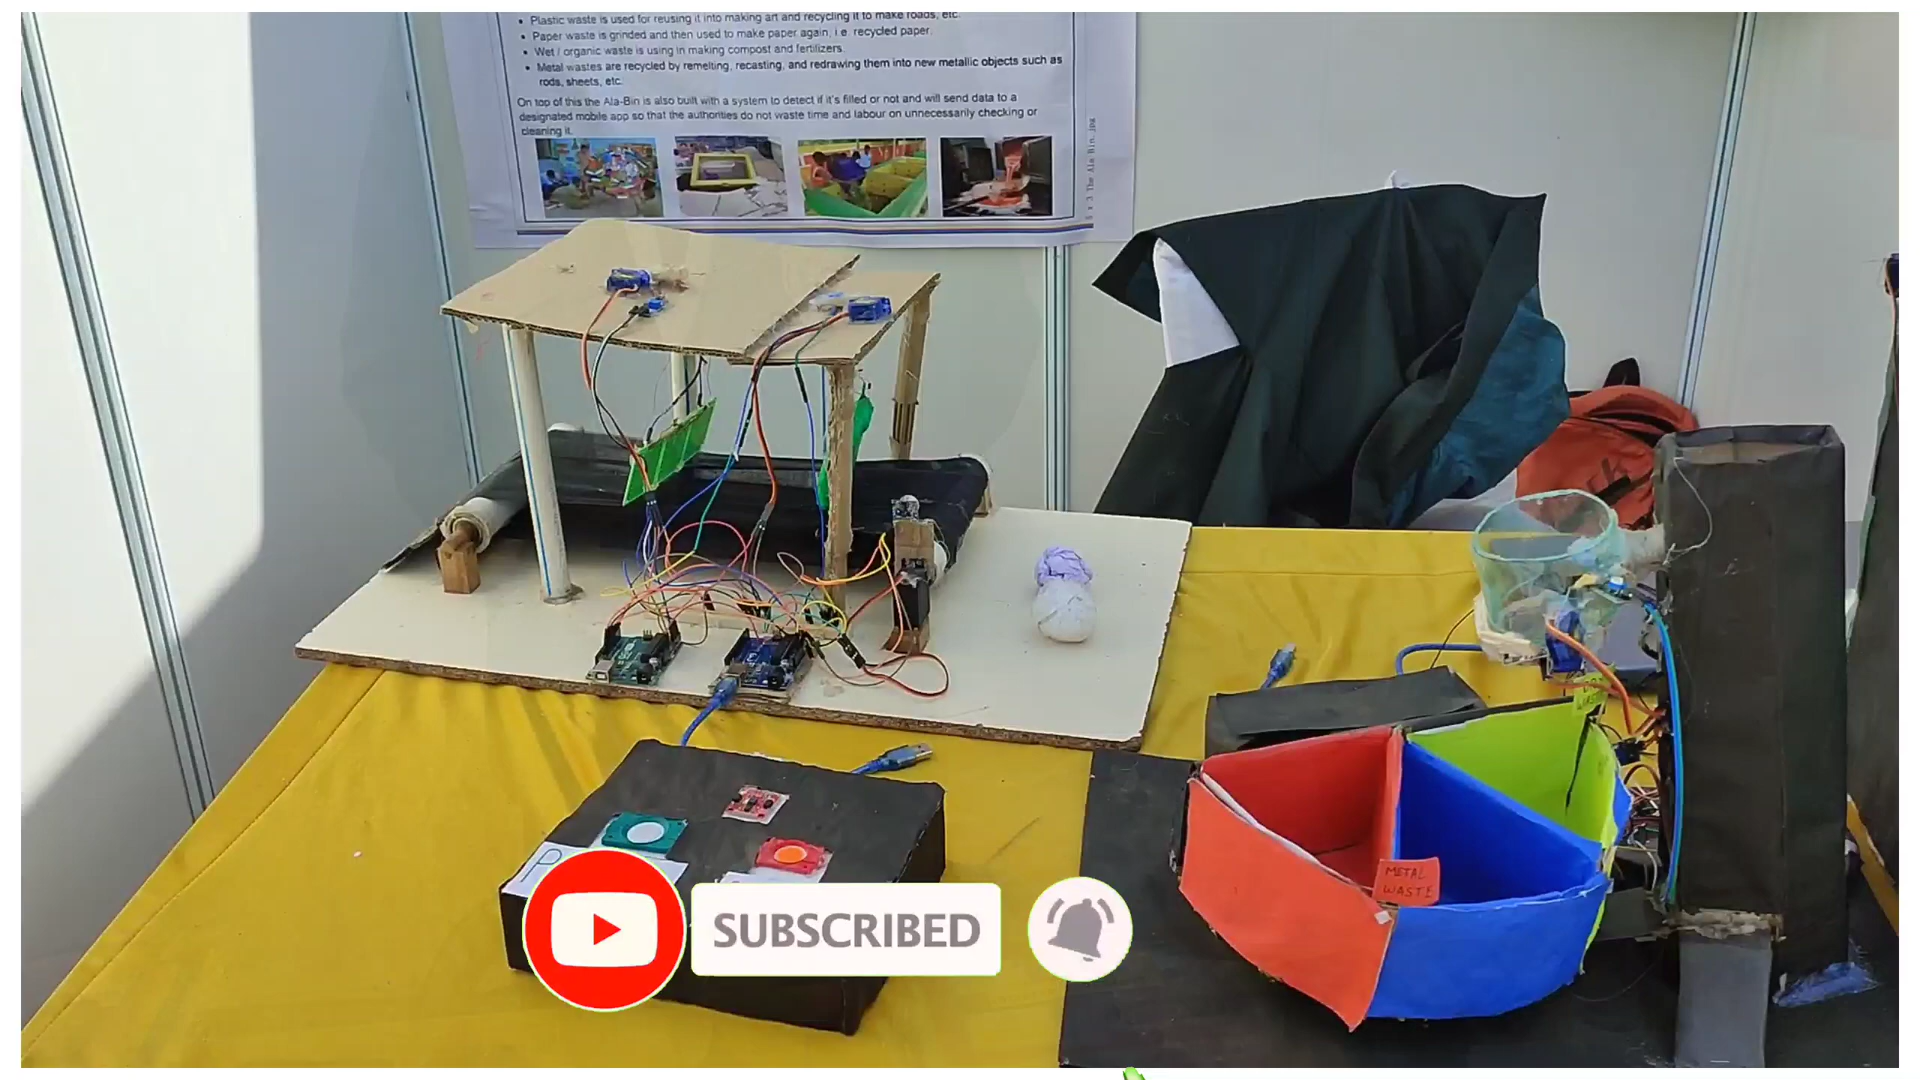 Plastic waste is used for reusing it into making art and recycling it to make roads, etc.
Paper waste is grinded and then used to make paper again, i.e. recycled paper.
Wet / organic waste is using in making compost and fertilizers.
Metal wastes are recycled by remelting, recasting, and redrawing them into new metallic objects such as
rods, sheets, etc.
On top of this the Ala-Bin is also built with a system to detect if it's filled or not and will send data to a
designated mobile app so that the authorities do not waste time and labour on unnecessarily checking or
cleaning it.
The Ala Bin.jpg
METAL
WASTE
P
SUBSCRIBED